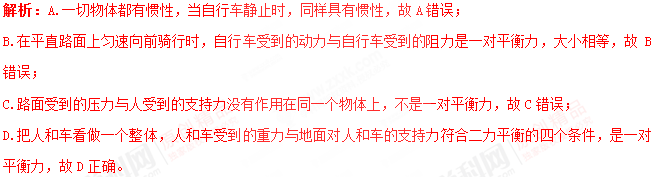 解析：A.一切物体都有惯性，当自行车静止时，同样具有惯性，故 A 错误；
B.在平直路面上匀速向前骑行时，自行车受到的动力与自行车受到的阻力是一对平衡力，大小相等，故 B
错误；
C.路面受到的压力与人受到的支持力没有作用在同一个物体上，不是一对平衡力，故 C 错误；
D.把人和车看做一个整体，人和车受到的重力与地面对人和车的支持力符合二力平衡的四个条件，是一对
平衡力，故 D 正确。